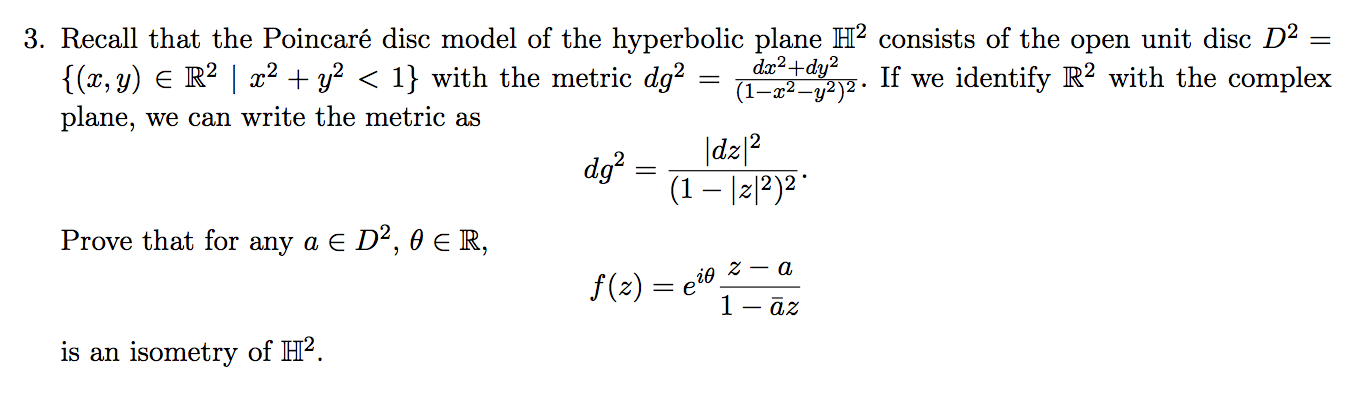 3. Recall that the Poincaré disc model of the hyperbolic plane ℍ² consists of the open unit disc D² =
{(x, y) ∈ ℝ² | x² + y² < 1} with the metric dg² = \frac{dx²+dy²}{(1−x²−y²)²}. If we identify ℝ² with the complex
plane, we can write the metric as
dg² = \frac{|dz|²}{(1 − |z|²)²}.
Prove that for any a ∈ D², θ ∈ ℝ,
f(z) = e^{iθ} \frac{z − a}{1 − āz}
is an isometry of ℍ².